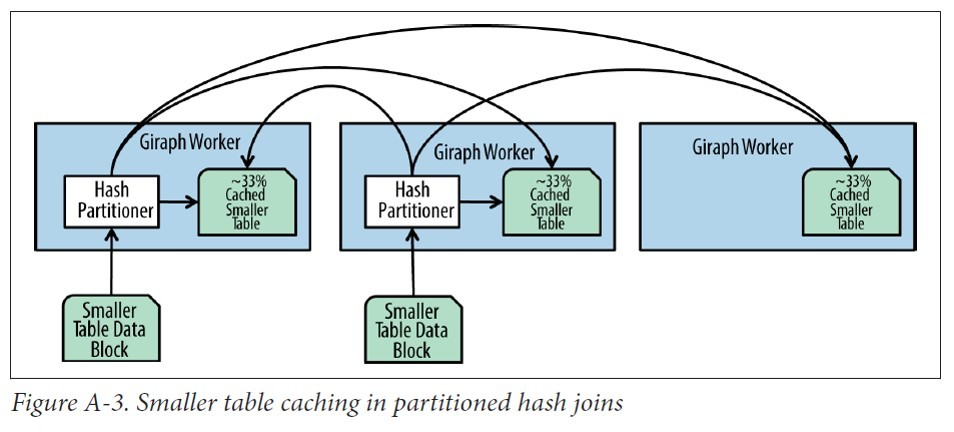 Giraph Worker
Hash
Partitioner
~33%
Cached
Smaller
Table
Smaller
Table Data
Block
Giraph Worker
Hash
Partitioner
~33%
Cached
Smaller
Table
Smaller
Table Data
Block
Giraph Worker
~33%
Cached
Smaller
Table
Figure A-3. Smaller table caching in partitioned hash joins